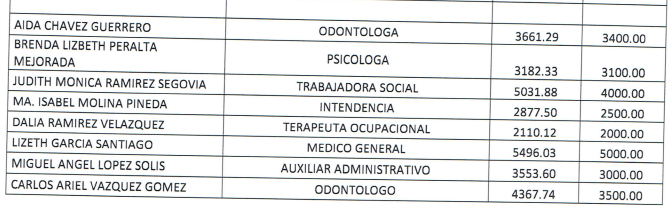 AIDA CHAVEZ GUERRERO ODONTOLOGA 3661.29 3400.00
BRENDA LIZBETH PERALTA
MEJORADA PSICOLOGA 3182.33 3100.00
JUDITH MONICA RAMIREZ SEGOVIA TRABAJADORA SOCIAL 5031.88 4000.00
MA. ISABEL MOLINA PINEDA INTENDENCIA 2877.50 2500.00
DALIA RAMIREZ VELAZQUEZ TERAPEUTA OCUPACIONAL 2110.12 2000.00
LIZETH GARCIA SANTIAGO MEDICO GENERAL 5496.03 5000.00
MIGUEL ANGEL LOPEZ SOLIS AUXILIAR ADMINISTRATIVO 3553.60 3000.00
CARLOS ARIEL VAZQUEZ GOMEZ ODONTOLOGO 4367.74 3500.00